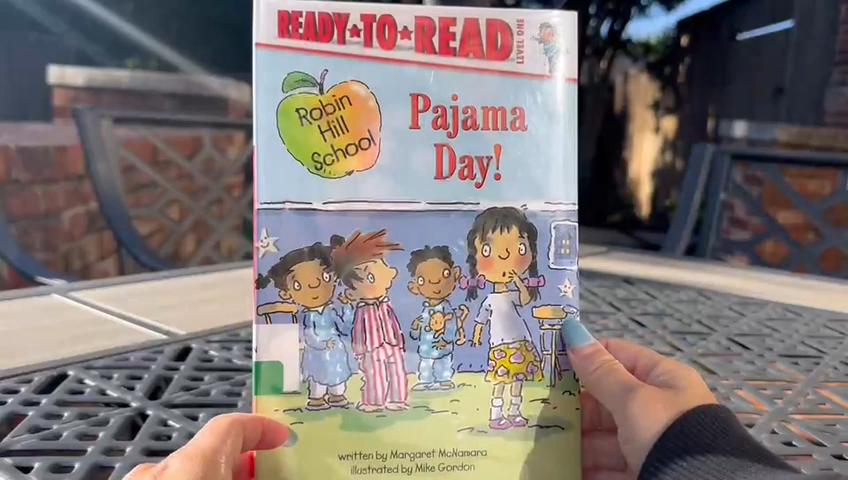 READY★TO★READ
LEVEL ONE
Robin
Hill
School
Pajama
Day!
written by Margaret McNamara
illustrated by Mike Gordon